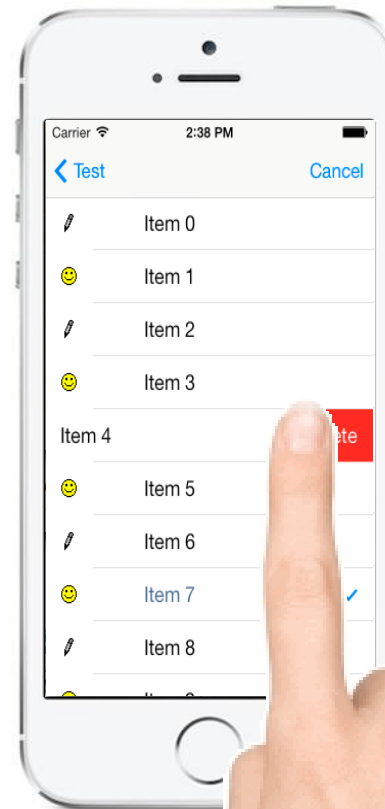 Carrier 2:38 PM
Test Cancel
Item 0
Item 1
Item 2
Item 3
Item 4
Item 5
Item 6
Item 7 ✓
Item 8